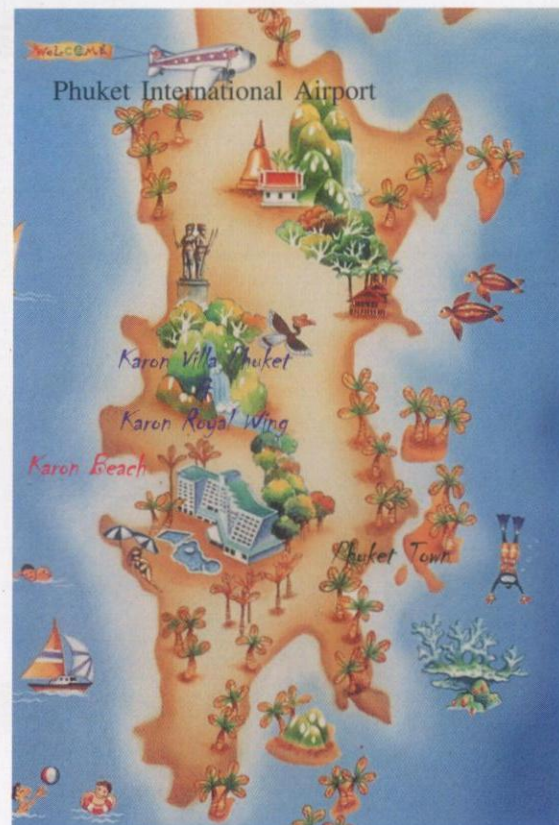 WELCOME
Phuket International Airport
Karon Villa Phuket
&
Karon Royal Wing
Karon Beach
Phuket Town